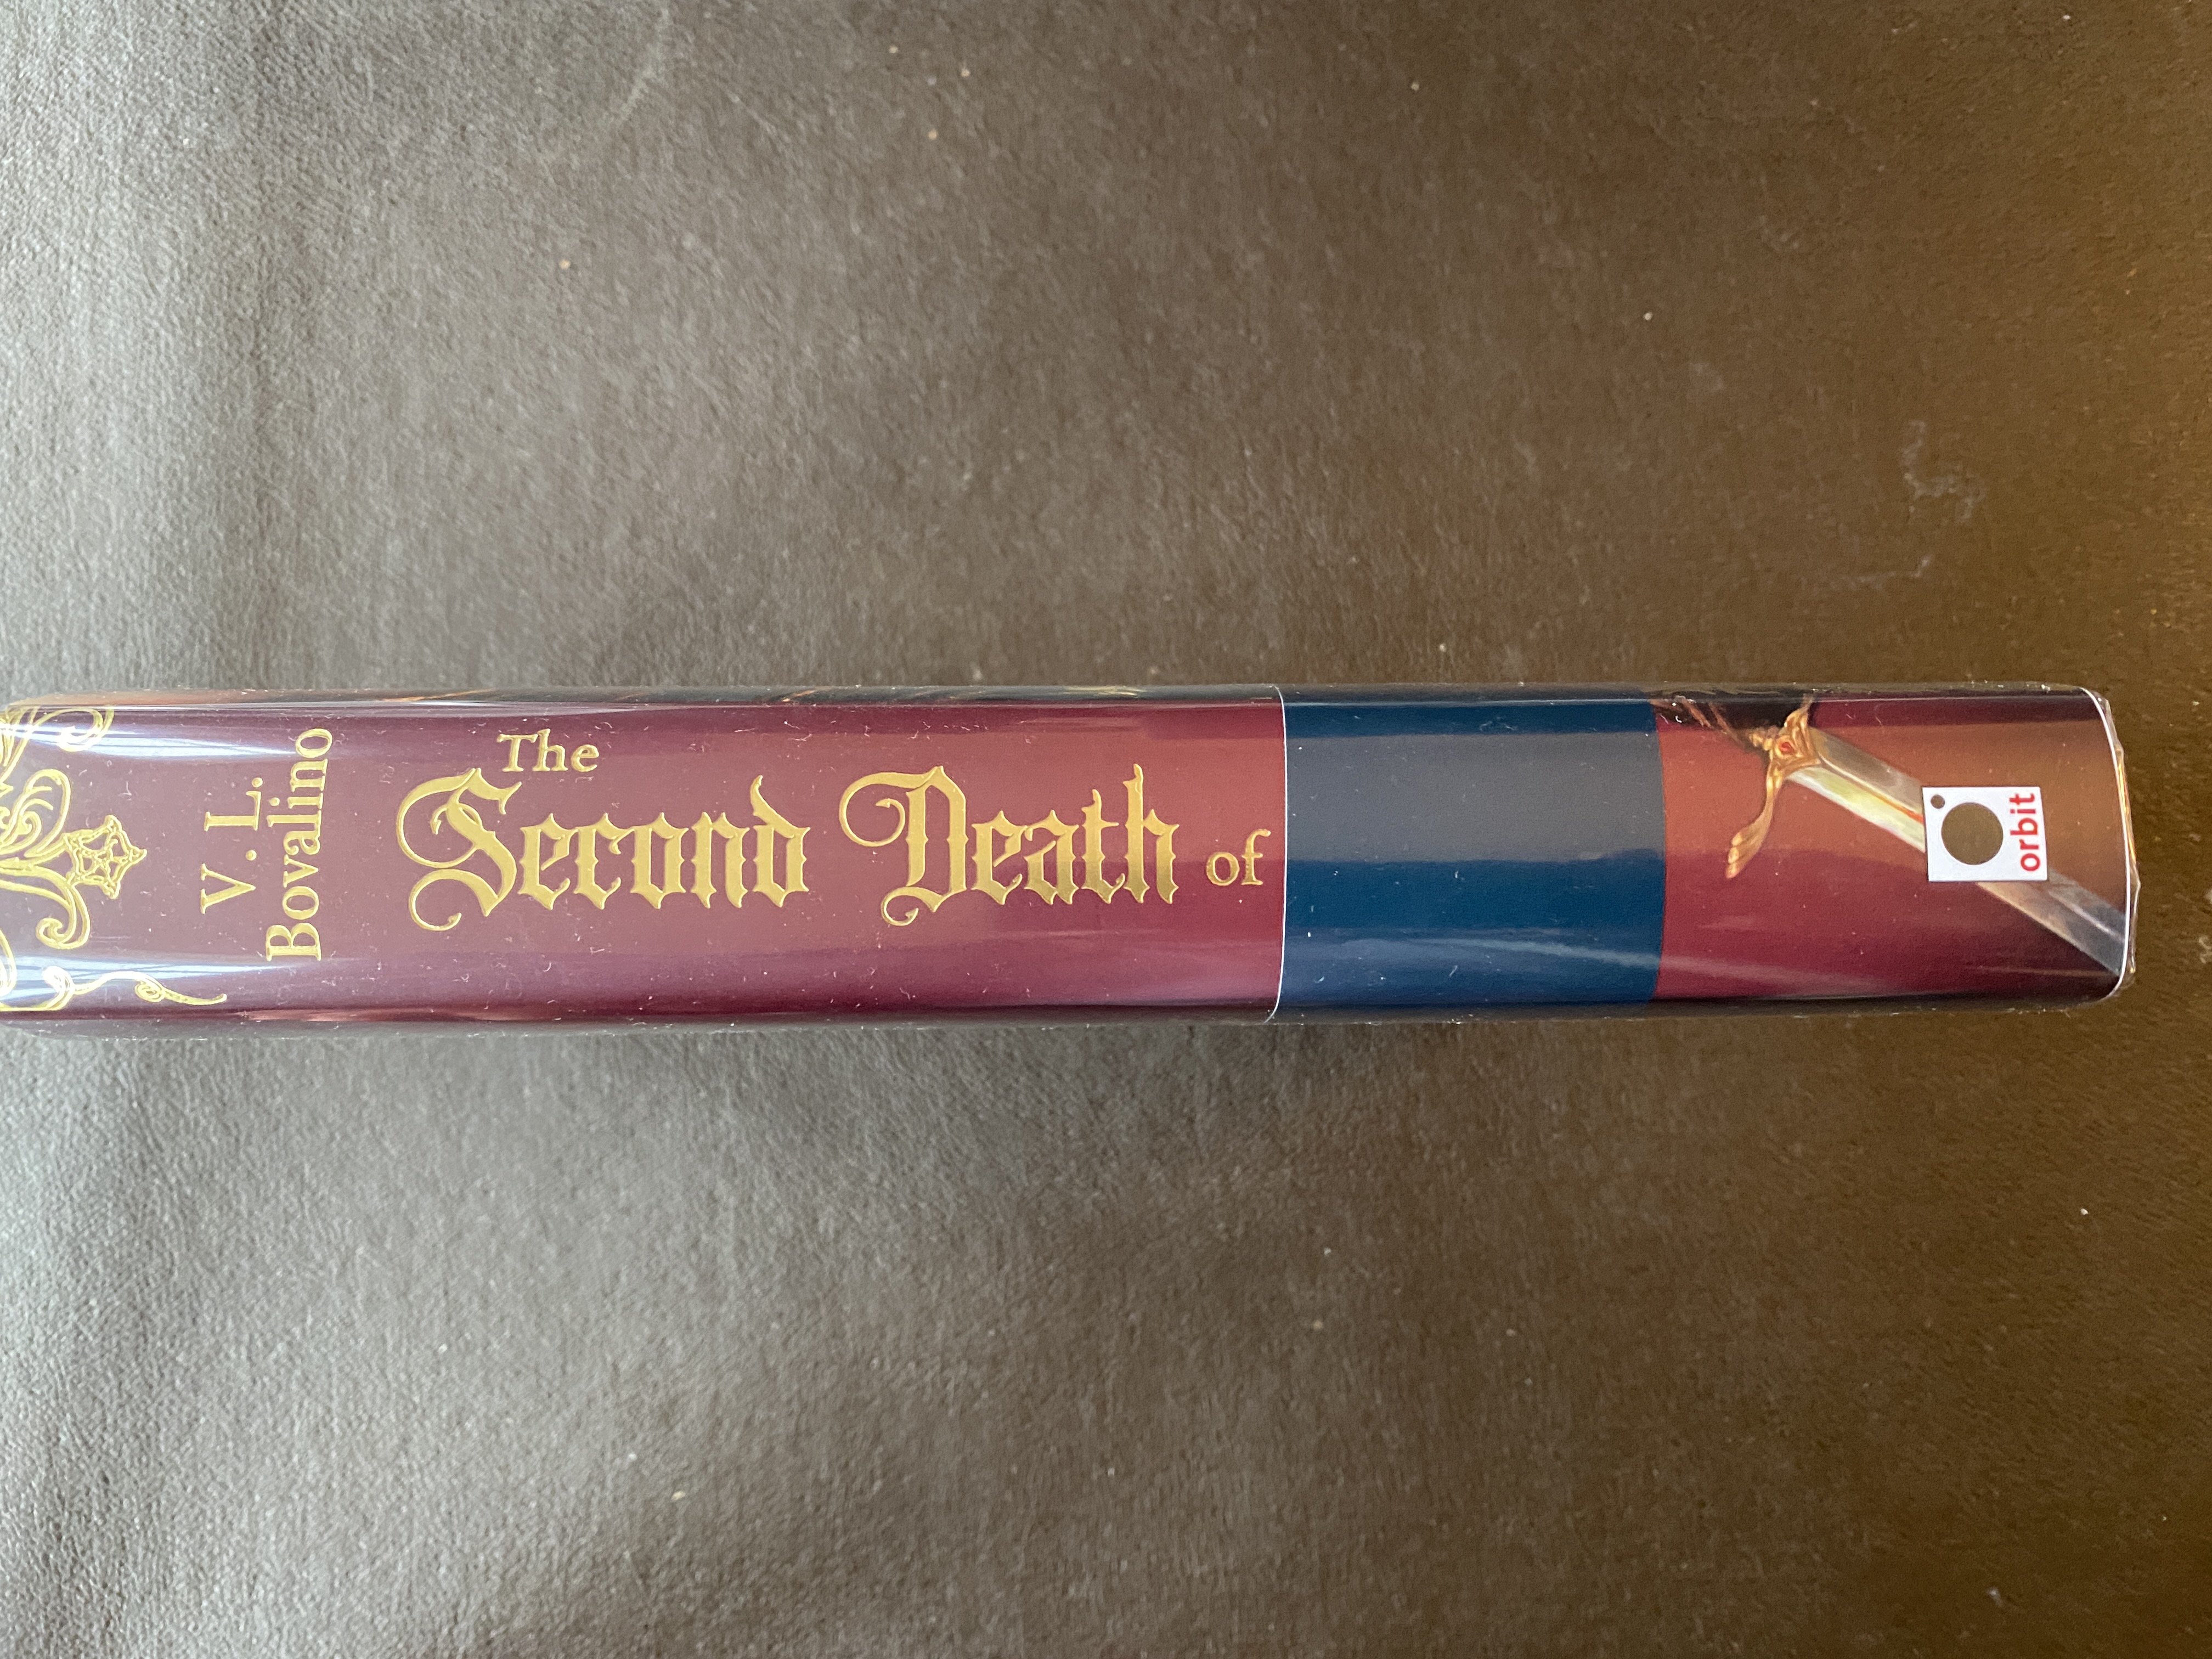 V. L.
Bovalino
The
Second Death of
orbit